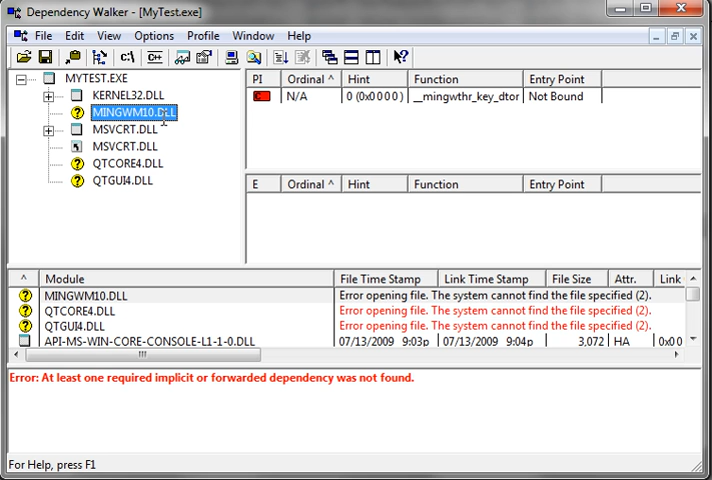 Dependency Walker - [MyTest.exe]
File Edit View Options Profile Window Help
c:\ C++
MYTEST.EXE
KERNEL32.DLL
MINGWM10.DLL
MSVCRT.DLL
MSVCRT.DLL
QTCORE4.DLL
QTGUI4.DLL
PI Ordinal ^ Hint Function Entry Point
N/A 0 (0x0000) __mingwthr_key_dtor Not Bound
E Ordinal ^ Hint Function Entry Point
^ Module File Time Stamp Link Time Stamp File Size Attr. Link
MINGWM10.DLL Error opening file. The system cannot find the file specified (2).
QTCORE4.DLL Error opening file. The system cannot find the file specified (2).
QTGUI4.DLL Error opening file. The system cannot find the file specified (2).
API-MS-WIN-CORE-CONSOLE-L1-1-0.DLL 07/13/2009 9:03p 07/13/2009 9:04p 3,072 HA 0x00
Error: At least one required implicit or forwarded dependency was not found.
For Help, press F1